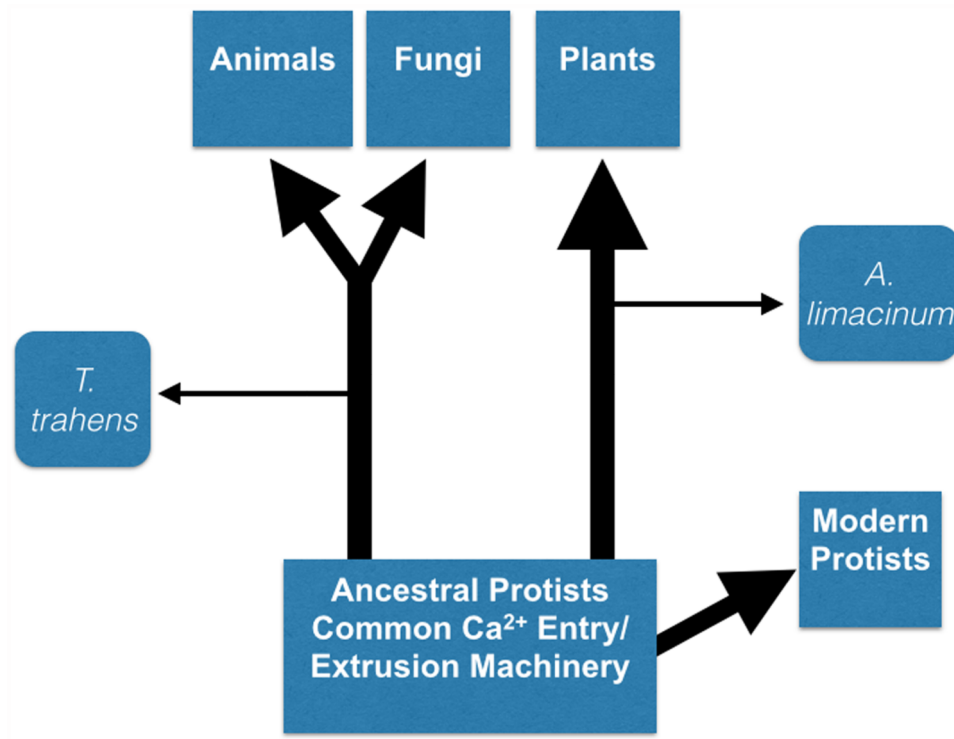 Animals
Fungi
Plants
A.
limacinum
T.
trahens
Modern
Protists
Ancestral Protists
Common Ca²⁺ Entry/
Extrusion Machinery